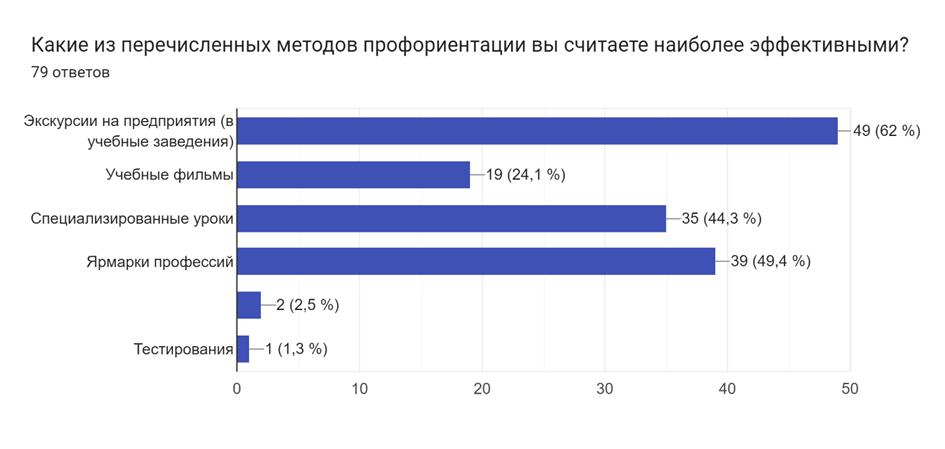 Какие из перечисленных методов профориентации вы считаете наиболее эффективными?
79 ответов
Экскурсии на предприятия (в
учебные заведения)
49 (62 %)
Учебные фильмы
19 (24,1 %)
Специализированные уроки
35 (44,3 %)
Ярмарки профессий
39 (49,4 %)
2 (2,5 %)
Тестирования
1 (1,3 %)
0 10 20 30 40 50